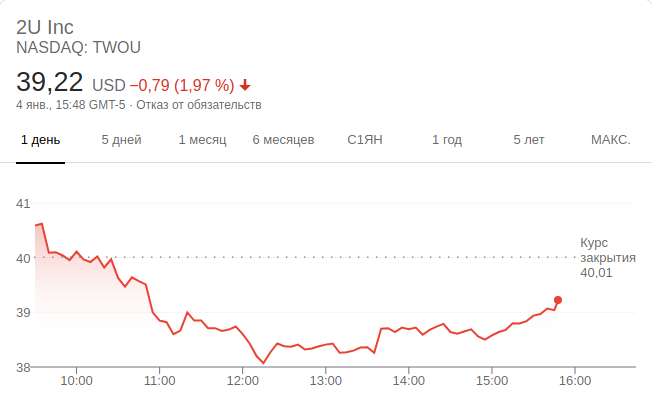 2U Inc
NASDAQ: TWOU
39,22 USD −0,79 (1,97 %)
4 янв., 15:48 GMT-5 · Отказ от обязательств
1 день 5 дней 1 месяц 6 месяцев С1ЯН 1 год 5 лет МАКС.
41
Курс
закрытия
40,01
40
39
38
10:00 11:00 12:00 13:00 14:00 15:00 16:00